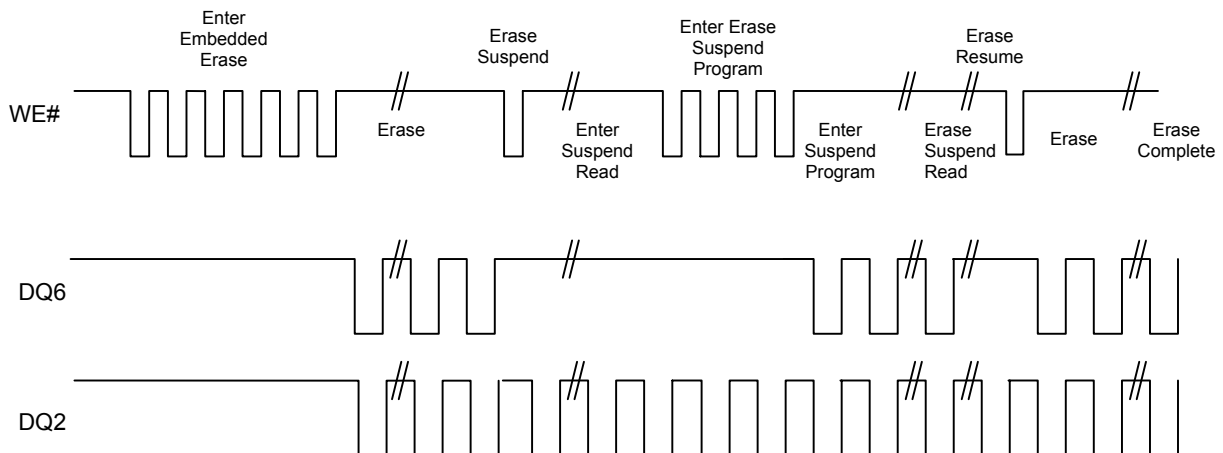 Enter
Embedded
Erase
Erase
Suspend
Enter Erase
Suspend
Program
Erase
Resume
WE#
Erase
Enter
Suspend
Read
Enter
Suspend
Program
Erase
Suspend
Read
Erase
Erase
Complete
DQ6
DQ2